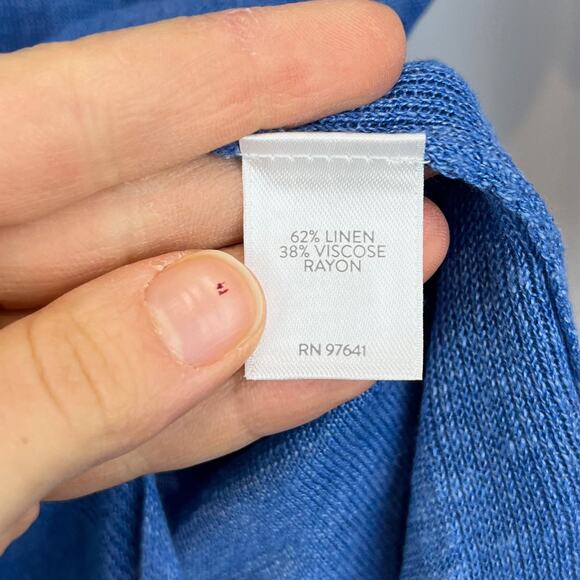 62% LINEN
38% VISCOSE
RAYON
RN 97641